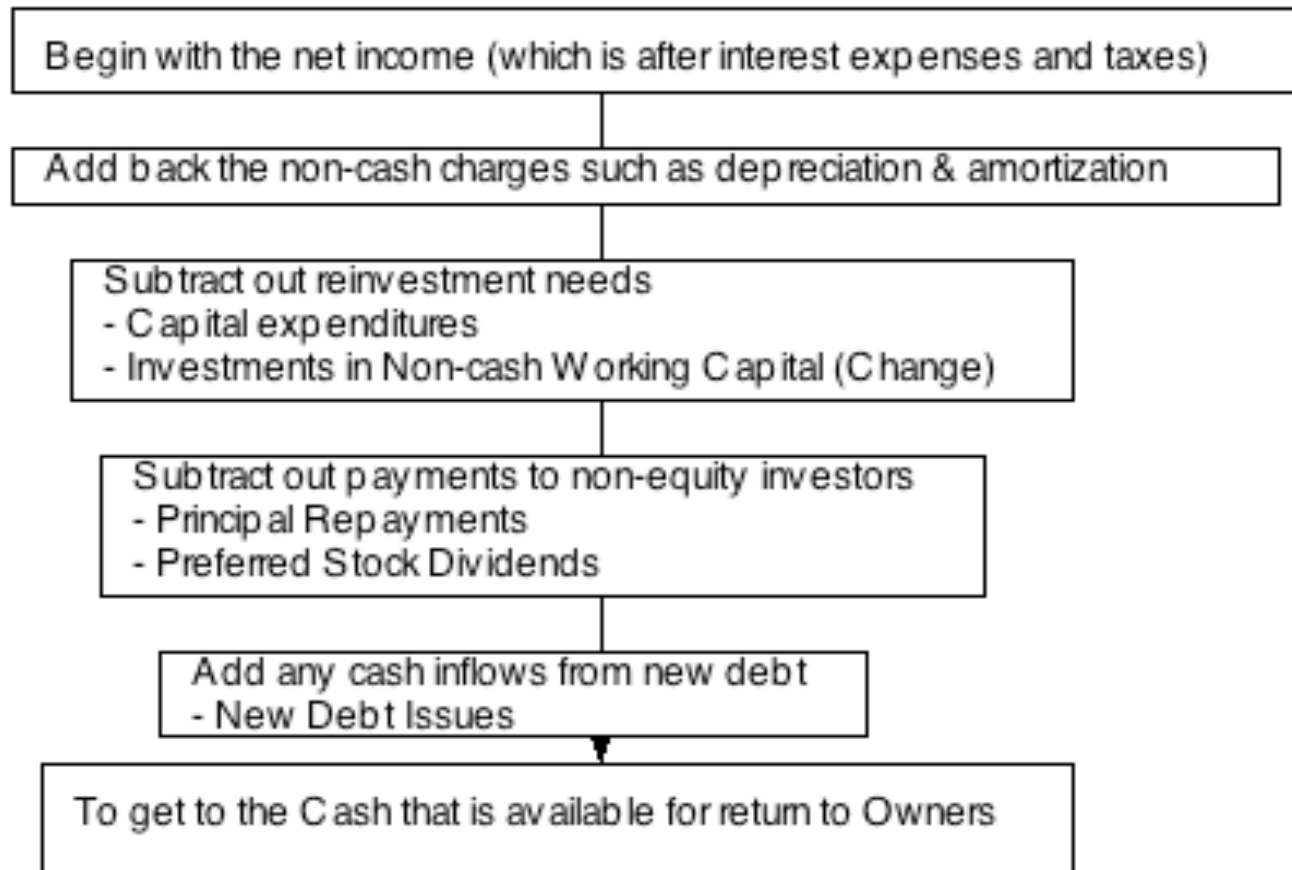 Begin with the net income (which is after interest expenses and taxes)
Add back the non-cash charges such as depreciation & amortization
Subtract out reinvestment needs
- Capital expenditures
- Investments in Non-cash Working Capital (Change)
Subtract out payments to non-equity investors
- Principal Repayments
- Preferred Stock Dividends
Add any cash inflows from new debt
- New Debt Issues
To get to the Cash that is available for return to Owners